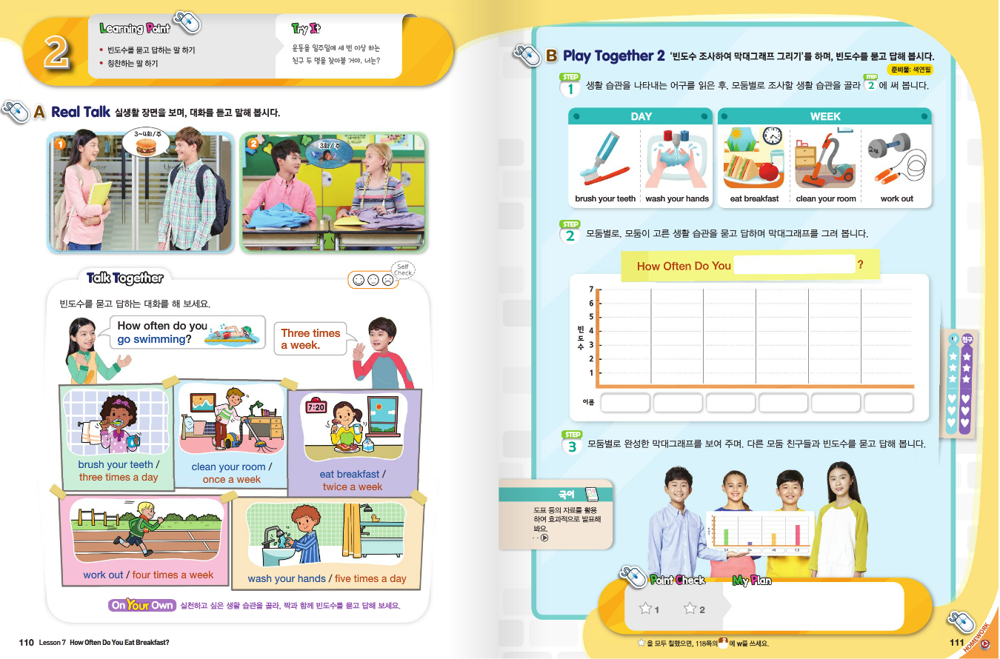 2
Learning Point
• 빈도수를 묻고 답하는 말 하기
• 칭찬하는 말 하기
Try It
운동을 일주일에 세 번 이상 하는
친구 두 명을 찾아볼 거야. 너는?
A Real Talk 실생활 장면을 보며, 대화를 듣고 말해 봅시다.
1
3~4회/주
2
3회/주
Talk Together
Self
Check
빈도수를 묻고 답하는 대화를 해 보세요.
How often do you
go swimming?
Three times
a week.
brush your teeth /
three times a day
clean your room /
once a week
7:20
eat breakfast /
twice a week
work out / four times a week
wash your hands / five times a day
On Your Own 실천하고 싶은 생활 습관을 골라, 짝과 함께 빈도수를 묻고 답해 보세요.
110 Lesson 7 How Often Do You Eat Breakfast?
B Play Together 2 '빈도수 조사하여 막대그래프 그리기'를 하며, 빈도수를 묻고 답해 봅시다.
준비물: 색연필
STEP
1 생활 습관을 나타내는 어구를 읽은 후, 모둠별로 조사할 생활 습관을 골라 STEP 2 에 써 봅니다.
DAY
WEEK
2kg
brush your teeth
wash your hands
eat breakfast
clean your room
work out
STEP
2 모둠별로, 모둠이 고른 생활 습관을 묻고 답하며 막대그래프를 그려 봅니다.
How Often Do You ?
7
6
5
4
3
2
1
빈도수
이름
나 친구
STEP
3 모둠별로 완성한 막대그래프를 보여 주며, 다른 모둠 친구들과 빈도수를 묻고 답해 봅니다.
국어
도표 등의 자료를 활용
하여 효과적으로 발표해
봐요.
Point Check
My Plan
1
2
을 모두 칠했으면, 118쪽의 2 에 w를 쓰세요.
111
HOMEWORK